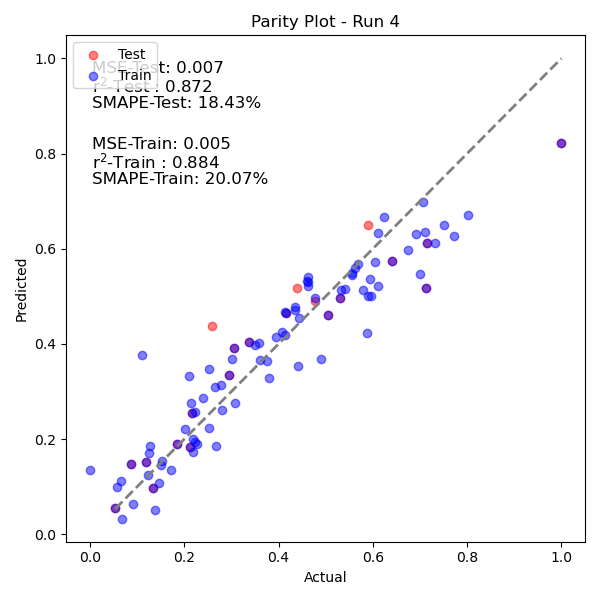 Parity Plot - Run 4
Test
Train
MSE-Test: 0.007
r²-Test : 0.872
SMAPE-Test: 18.43%
MSE-Train: 0.005
r²-Train : 0.884
SMAPE-Train: 20.07%
1.0
0.8
0.6
0.4
0.2
0.0
Predicted
0.0 0.2 0.4 0.6 0.8 1.0
Actual